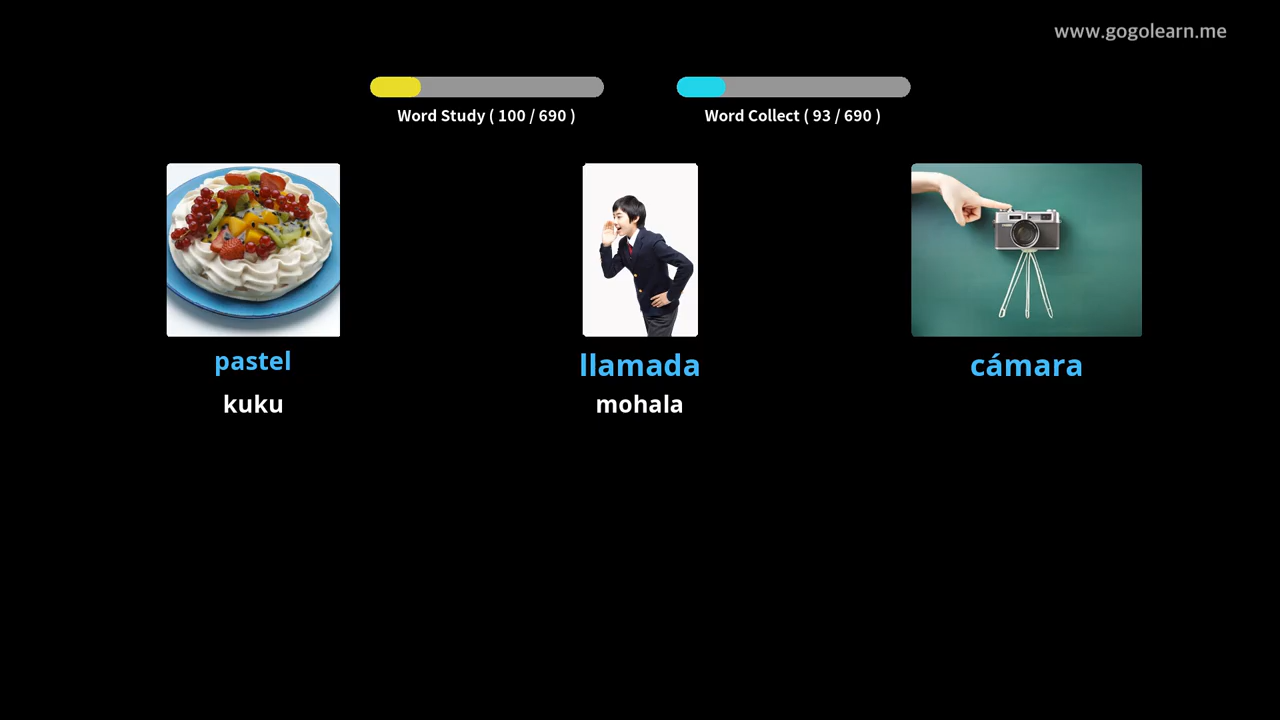 www.gogolearn.me
Word Study ( 100 / 690 )
Word Collect ( 93 / 690 )
pastel
llamada
cámara
kuku
mohala